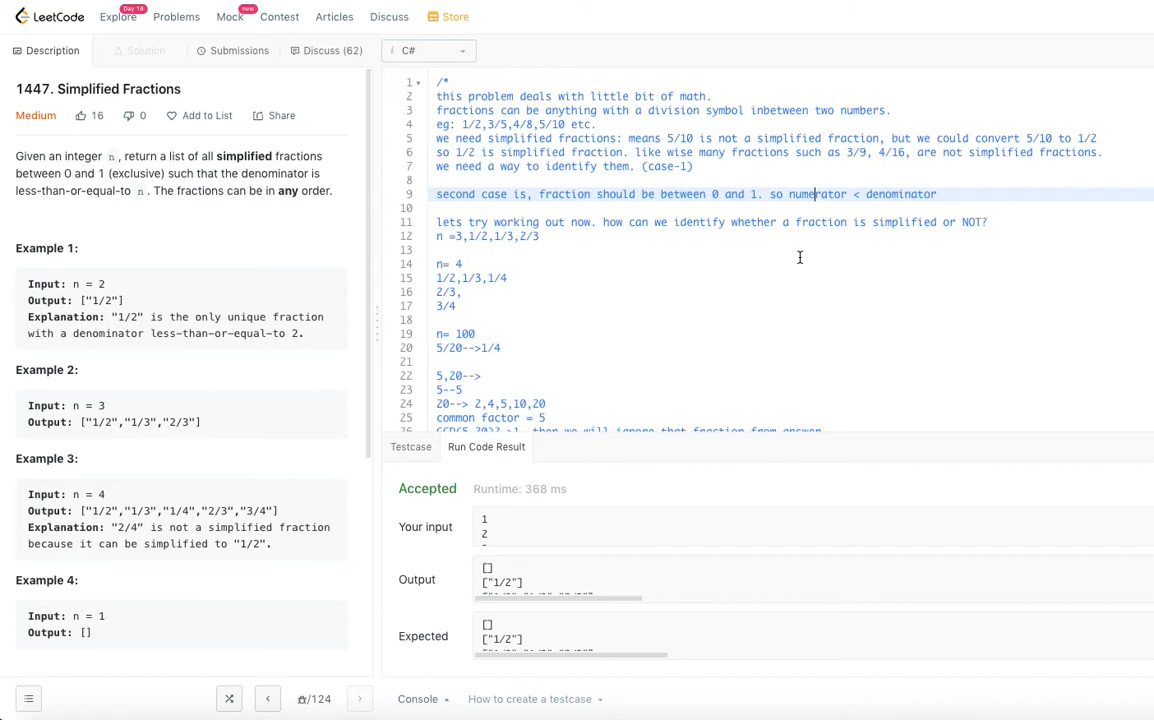 LeetCode
Explore
Day 16
Problems
Mock
new
Contest
Articles
Discuss
Store
Description
Solution
Submissions
Discuss (62)
i C#
1447. Simplified Fractions
Medium 16 0 Add to List Share
Given an integer n , return a list of all simplified fractions
between 0 and 1 (exclusive) such that the denominator is
less-than-or-equal-to n . The fractions can be in any order.
Example 1:
Input: n = 2
Output: ["1/2"]
Explanation: "1/2" is the only unique fraction
with a denominator less-than-or-equal-to 2.
Example 2:
Input: n = 3
Output: ["1/2","1/3","2/3"]
Example 3:
Input: n = 4
Output: ["1/2","1/3","1/4","2/3","3/4"]
Explanation: "2/4" is not a simplified fraction
because it can be simplified to "1/2".
Example 4:
Input: n = 1
Output: []
1 /*
2 this problem deals with little bit of math.
3 fractions can be anything with a division symbol inbetween two numbers.
4 eg: 1/2,3/5,4/8,5/10 etc.
5 we need simplified fractions: means 5/10 is not a simplified fraction, but we could convert 5/10 to 1/2
6 so 1/2 is simplified fraction. like wise many fractions such as 3/9, 4/16, are not simplified fractions.
7 we need a way to identify them. (case-1)
8
9 second case is, fraction should be between 0 and 1. so numerator < denominator
10
11 lets try working out now. how can we identify whether a fraction is simplified or NOT?
12 n =3,1/2,1/3,2/3
13
14 n= 4
15 1/2,1/3,1/4
16 2/3,
17 3/4
18
19 n= 100
20 5/20-->1/4
21
22 5,20-->
23 5--5
24 20--> 2,4,5,10,20
25 common factor = 5
26 then we will ignore that fraction from answer
Testcase
Run Code Result
Accepted Runtime: 368 ms
Your input
1
2
Output
[]
["1/2"]
Expected
[]
["1/2"]
/124
Console
How to create a testcase